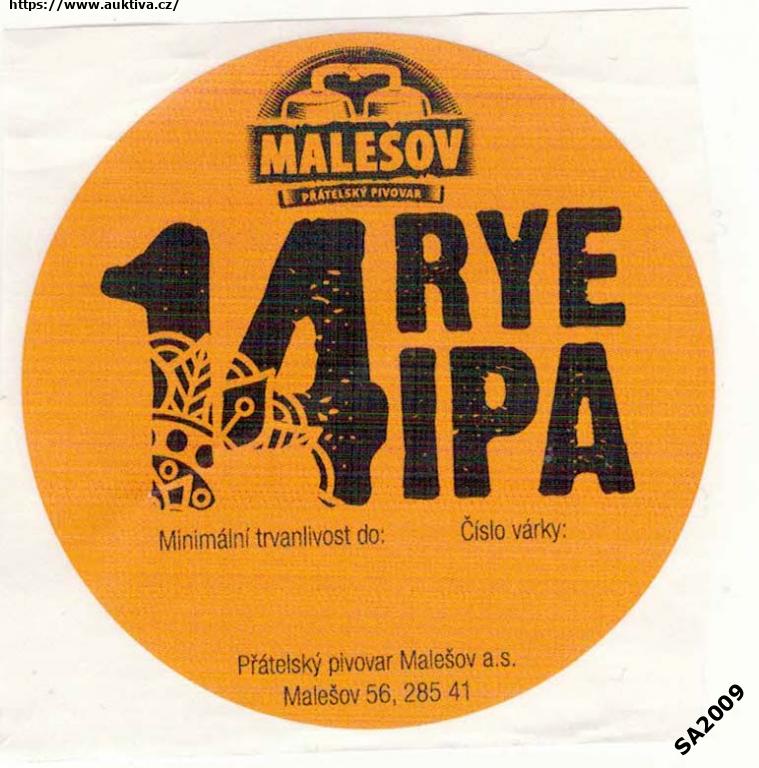 https://www.auktiva.cz/
MALEŠOV
PŘÁTELSKÝ PIVOVAR
14 RYE
IPA
Minimální trvanlivost do: Číslo várky:
Přátelský pivovar Malešov a.s.
Malešov 56, 285 41
SA2009